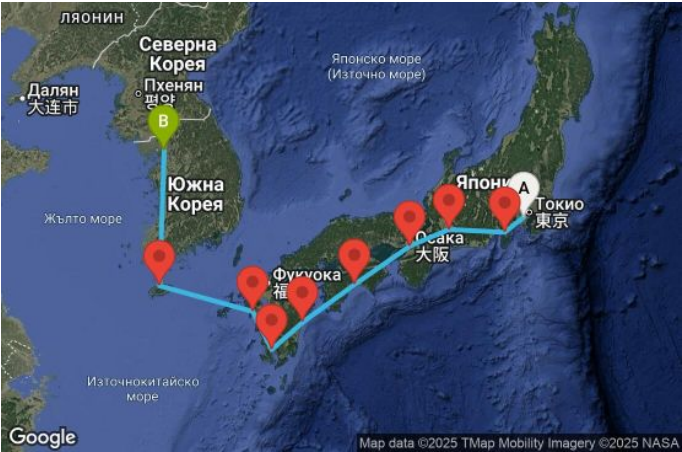 ЛЯОНИН
Северна
Корея
Японско море
(Източно море)
Далян
大连市
Пхенян
평양
B
Южна
Корея
Жълто море
Япони
A
Токио
東京
Осака
大阪
Фукуока
福
Източнокитайско
море
Google
Map data ©2025 TMap Mobility Imagery ©2025 NASA